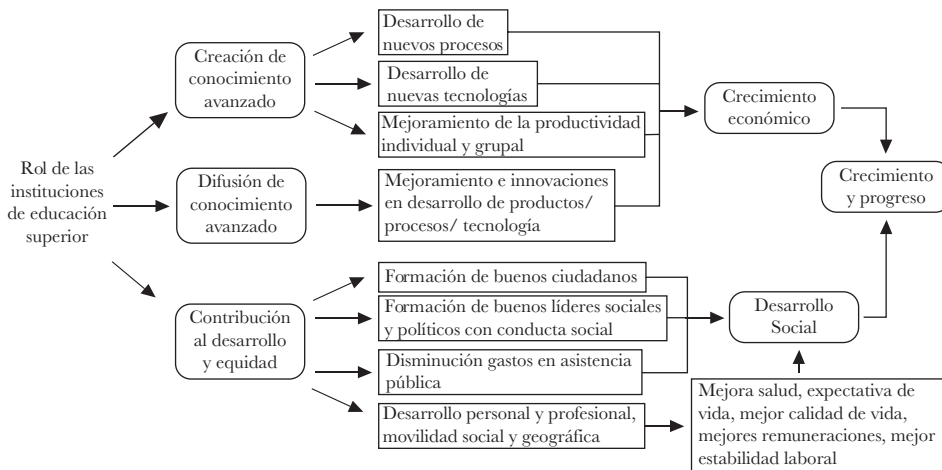 Rol de las
instituciones
de educación
superior
Creación de
conocimiento
avanzado
Difusión de
conocimiento
avanzado
Contribución
al desarrollo
y equidad
Desarrollo de
nuevos procesos
Desarrollo de
nuevas tecnologías
Mejoramiento de la productividad
individual y grupal
Mejoramiento e innovaciones
en desarrollo de productos/
procesos/ tecnología
Formación de buenos ciudadanos
Formación de buenos líderes sociales
y políticos con conducta social
Disminución gastos en asistencia
pública
Desarrollo personal y profesional,
movilidad social y geográfica
Crecimiento
económico
Desarrollo
Social
Mejora salud, expectativa de
vida, mejor calidad de vida,
mejores remuneraciones, mejor
estabilidad laboral
Crecimiento
y progreso